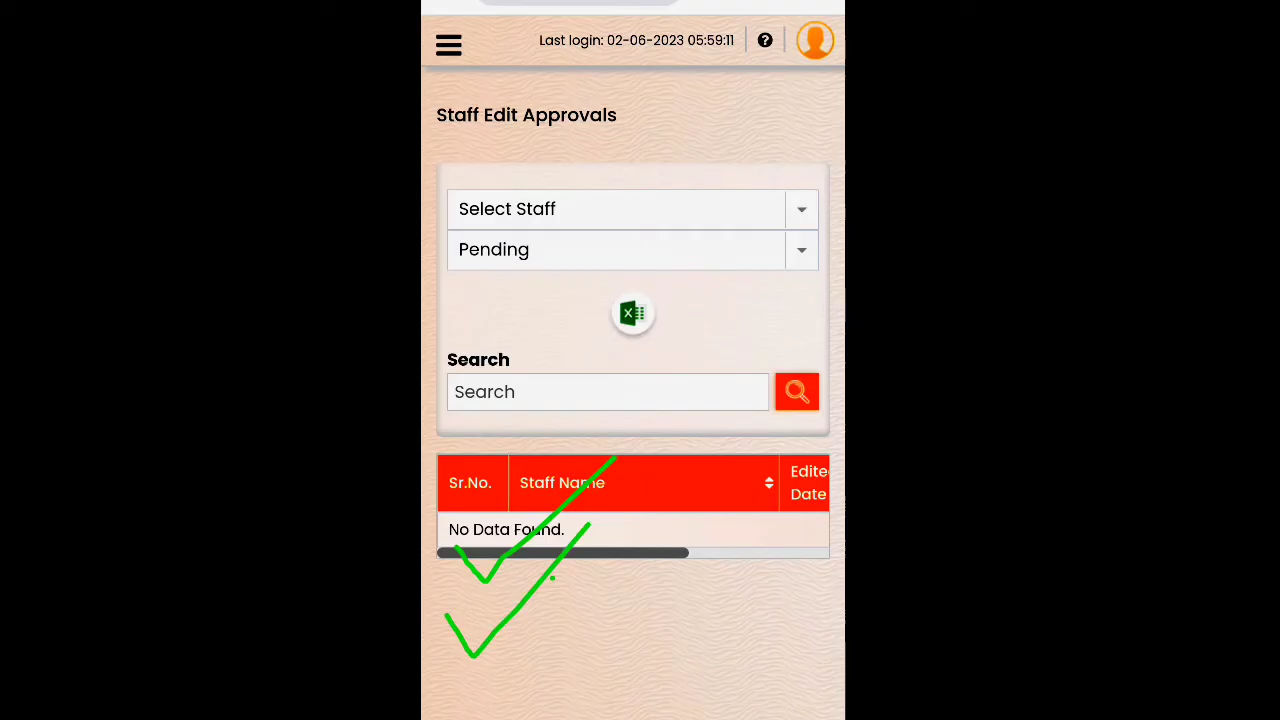 Last login: 02-06-2023 05:59:11
Staff Edit Approvals
Select Staff
Pending
Search
Search
Sr.No. Staff Name Edite
Date
No Data Found.